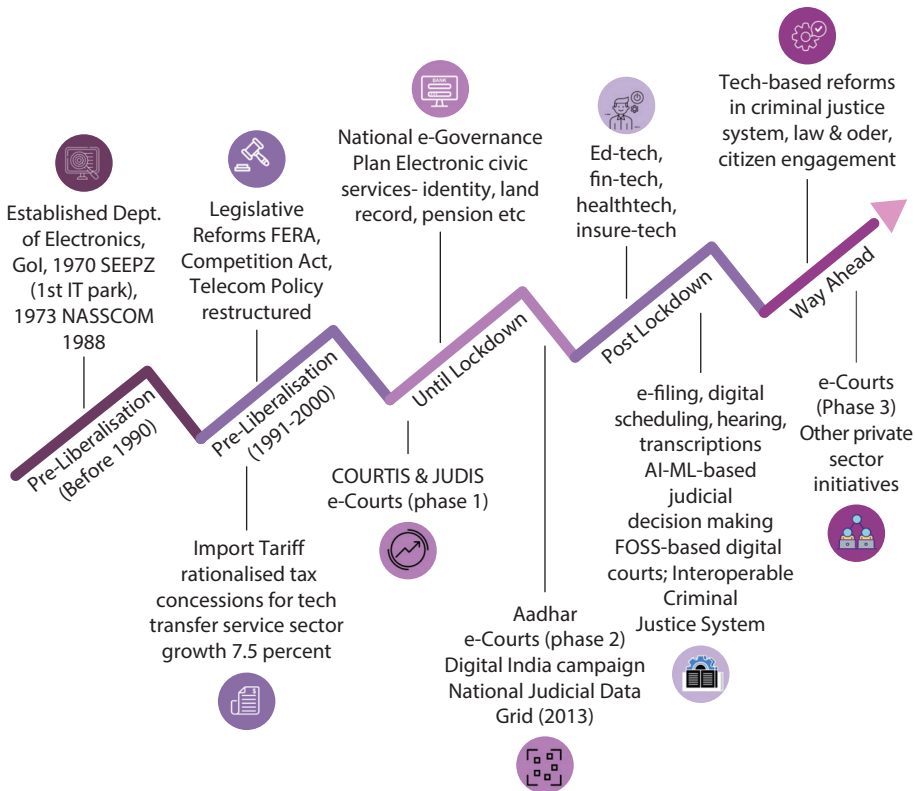 Established Dept.
of Electronics,
GoI, 1970 SEEPZ
(1st IT park),
1973 NASSCOM
1988
Pre-Liberalisation
(Before 1990)
Legislative
Reforms FERA,
Competition Act,
Telecom Policy
restructured
Pre-Liberalisation
(1991-2000)
Import Tariff
rationalised tax
concessions for tech
transfer service sector
growth 7.5 percent
BANK
National e-Governance
Plan Electronic civic
services- identity, land
record, pension etc
Until Lockdown
COURTIS & JUDIS
e-Courts (phase 1)
Aadhar
e-Courts (phase 2)
Digital India campaign
National Judicial Data
Grid (2013)
Ed-tech,
fin-tech,
healthtech,
insure-tech
Post Lockdown
e-filing, digital
scheduling, hearing,
transcriptions
AI-ML-based
judicial
decision making
FOSS-based digital
courts; Interoperable
Criminal
Justice System
Tech-based reforms
in criminal justice
system, law & oder,
citizen engagement
Way Ahead
e-Courts
(Phase 3)
Other private
sector
initiatives